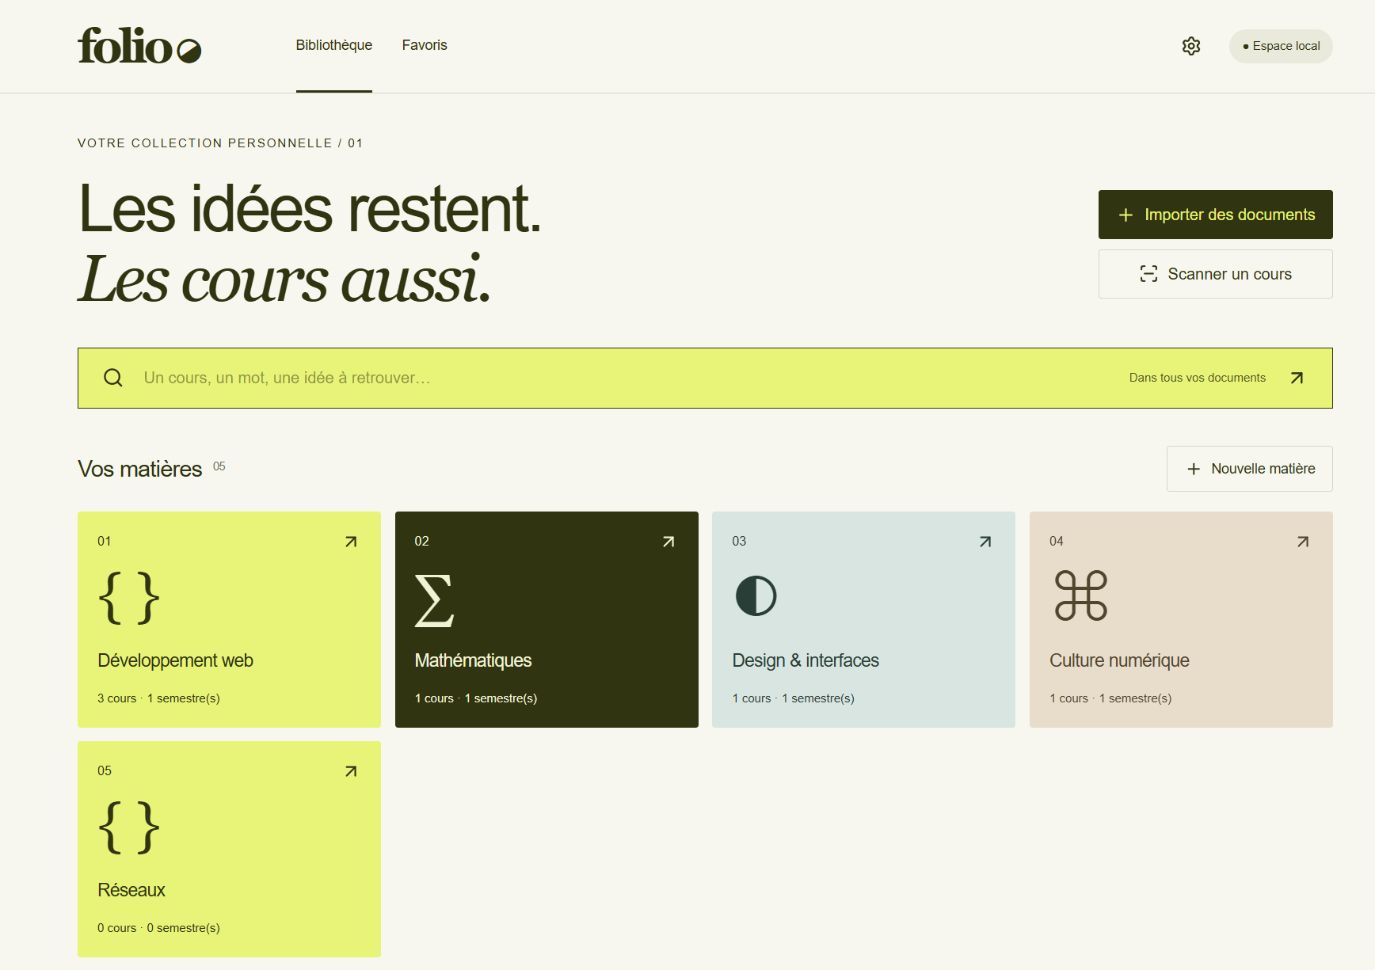 folio
Bibliothèque
Favoris
• Espace local
VOTRE COLLECTION PERSONNELLE / 01
Les idées restent.
Les cours aussi.
+ Importer des documents
Scanner un cours
Un cours, un mot, une idée à retrouver…
Dans tous vos documents
Vos matières 05
+ Nouvelle matière
01
{ }
Développement web
3 cours · 1 semestre(s)
02
Σ
Mathématiques
1 cours · 1 semestre(s)
03
Design & interfaces
1 cours · 1 semestre(s)
04
⌘
Culture numérique
1 cours · 1 semestre(s)
05
{ }
Réseaux
0 cours · 0 semestre(s)